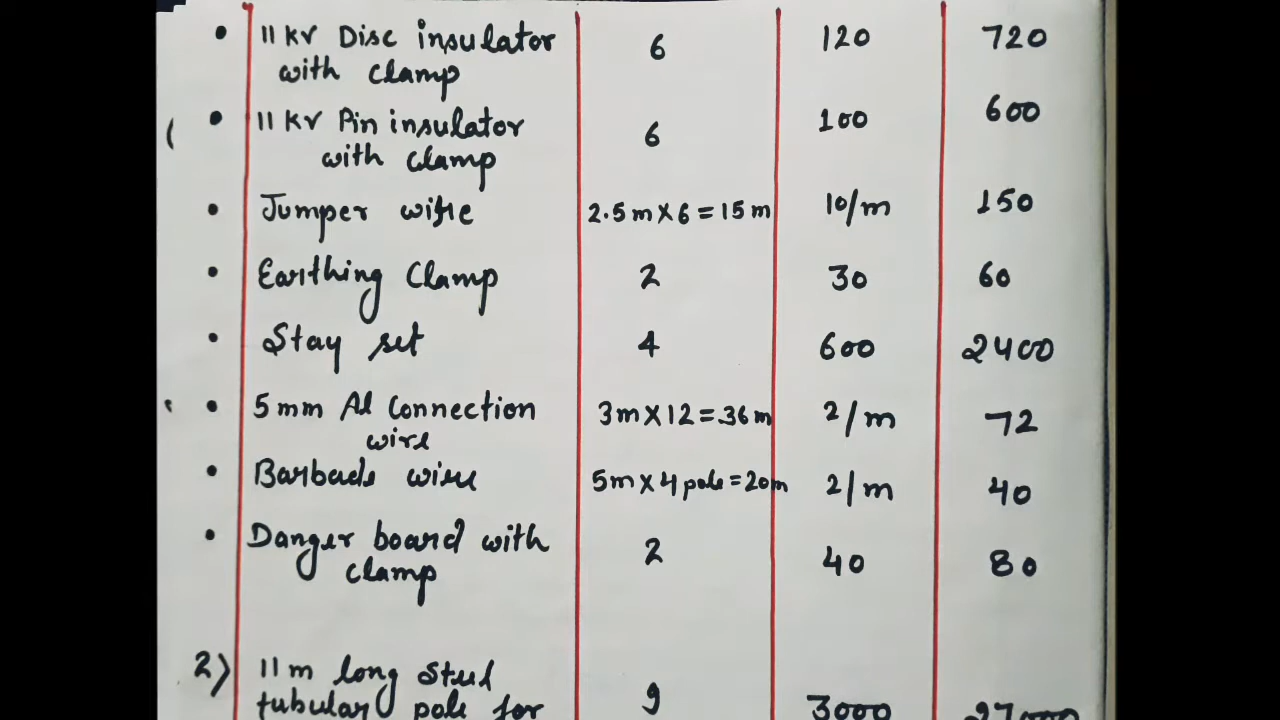 • 11 KV Disc insulator 6 120 720
with clamp
• 11 KV Pin insulator 6 100 600
with clamp
• Jumper wire 2.5m×6=15m 10/m 150
• Earthing Clamp 2 30 60
• Stay set 4 600 2400
• 5mm Al Connection 3m×12=36m 2/m 72
wire
• Barbade wire 5m×4 pole=20m 2/m 40
• Danger board with 2 40 80
clamp
2) 11m long Steel 9 3000 27000
tubular pole for